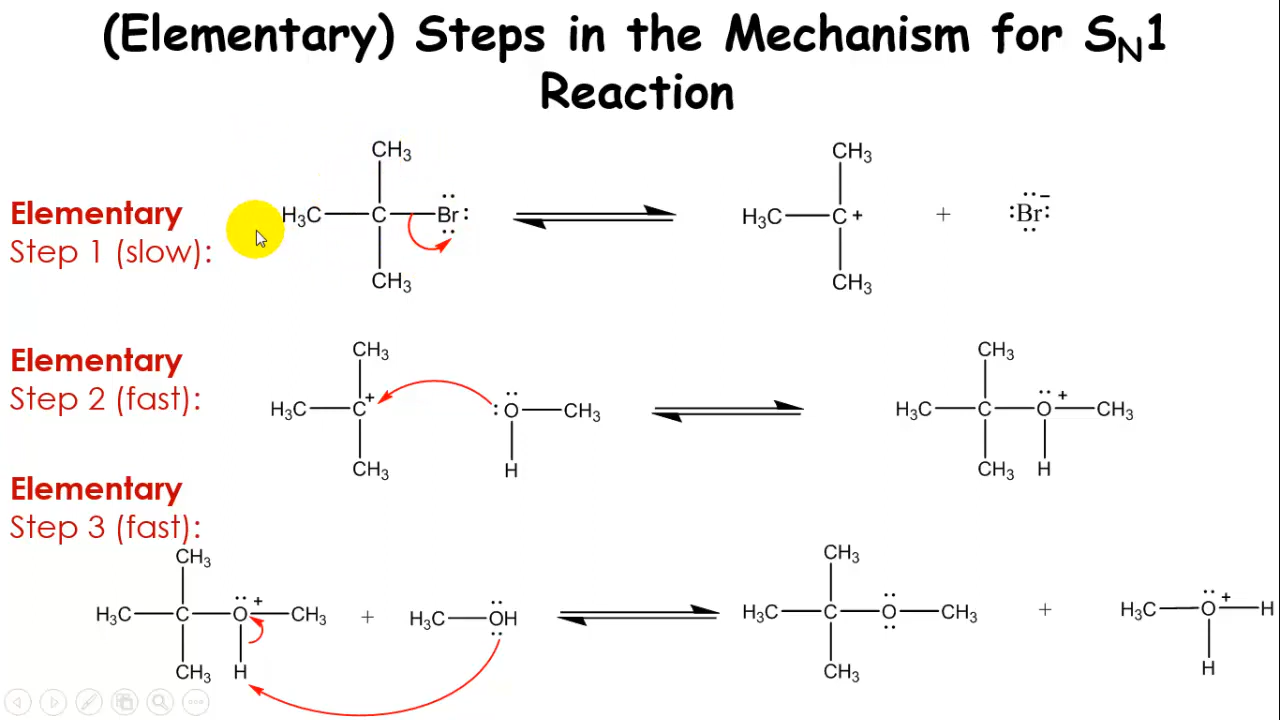 (Elementary) Steps in the Mechanism for S_N1
Reaction
Elementary
Step 1 (slow):
CH₃
H₃C C Br
CH₃
CH₃
H₃C C+
CH₃
+
Br −
Elementary
Step 2 (fast):
CH₃
H₃C C+
CH₃
O CH₃
H
CH₃
H₃C C O + CH₃
CH₃ H
Elementary
Step 3 (fast):
CH₃
H₃C C O + CH₃
CH₃ H
+
H₃C OH
CH₃
H₃C C O CH₃
CH₃
+
H₃C O + H
H